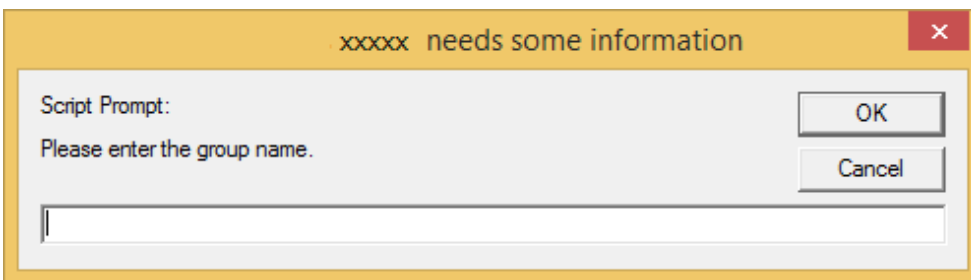 xxxxx needs some information
Script Prompt:
OK
Please enter the group name.
Cancel